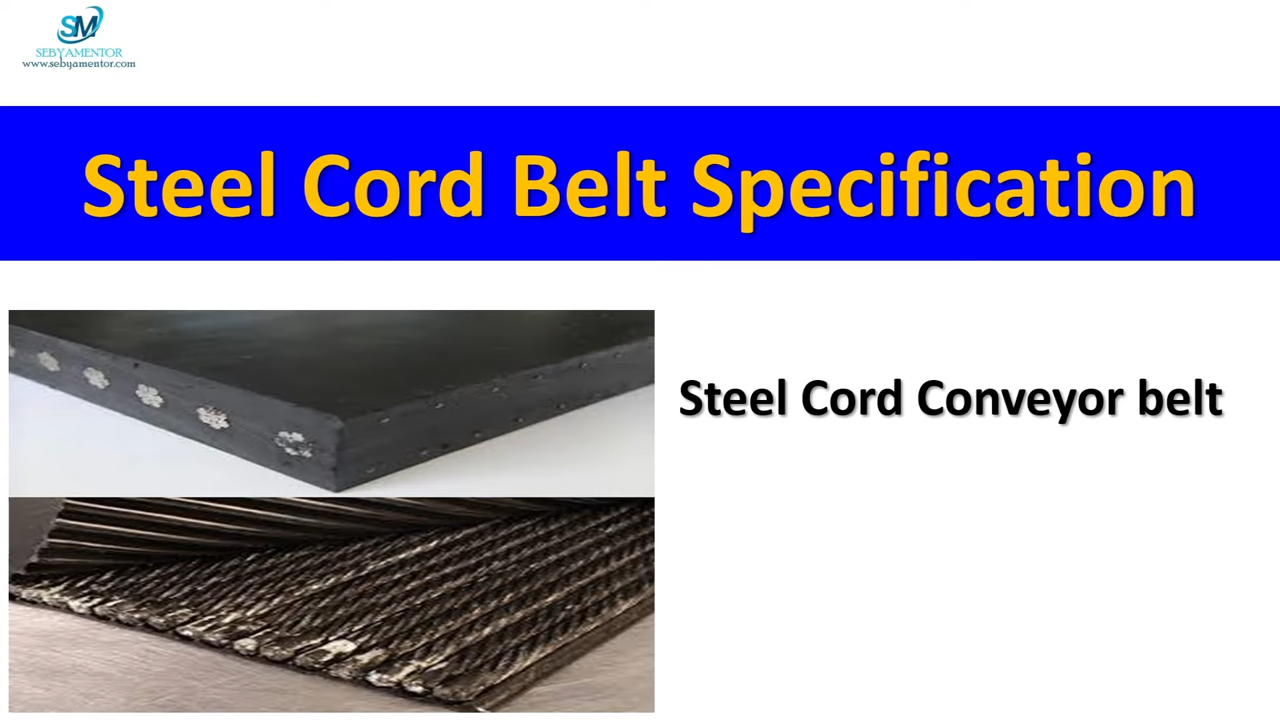 SM
SEBYAMENTOR
www.sebyamentor.com
Steel Cord Belt Specification
Steel Cord Conveyor belt